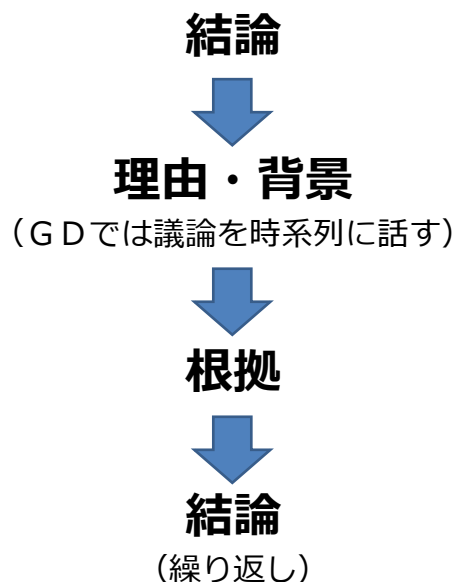 結論
理由・背景
（ＧＤでは議論を時系列に話す）
根拠
結論
（繰り返し）